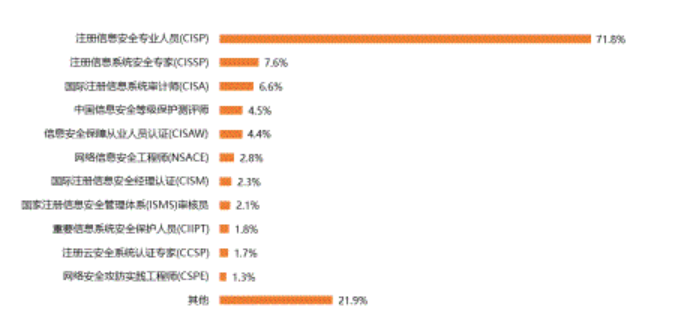 注册信息安全专业人员(CISP) 71.8%
注册信息系统安全专家(CISSP) 7.6%
国际注册信息系统审计师(CISA) 6.6%
中国信息安全等级保护测评师 4.5%
信息安全保障从业人员认证(CISAW) 4.4%
网络信息安全工程师(NSACE) 2.8%
国际注册信息安全经理认证(CISM) 2.3%
国家注册信息安全管理体系(ISMS)审核员 2.1%
重要信息系统安全保护人员(CIIPT) 1.8%
注册云安全系统认证专家(CCSP) 1.7%
网络安全攻防实践工程师(CSPE) 1.3%
其他 21.9%